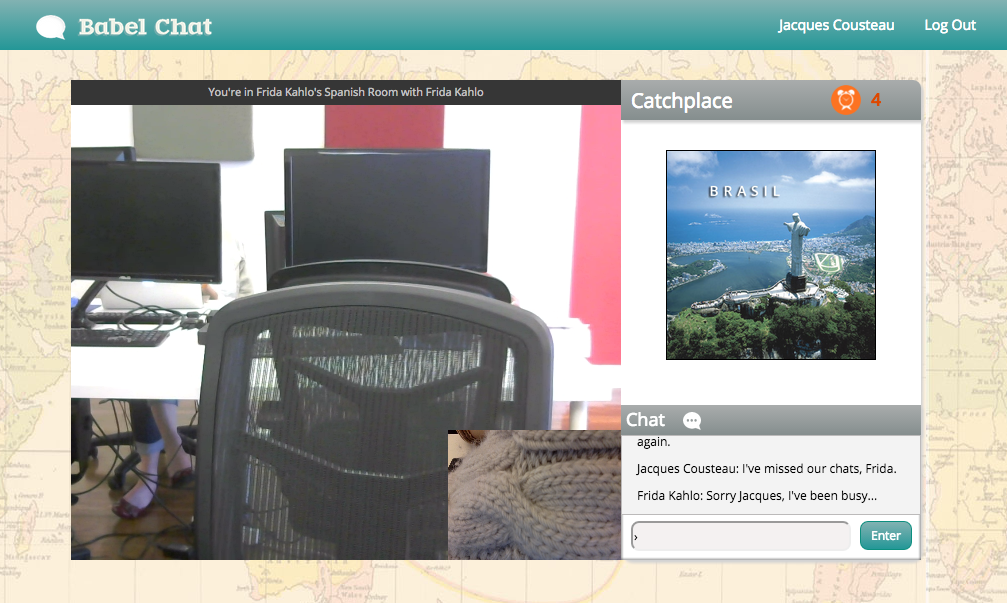 Babel Chat
Jacques Cousteau
Log Out
You're in Frida Kahlo's Spanish Room with Frida Kahlo
Catchplace
4
BRASIL
Chat
again.
Jacques Cousteau: I've missed our chats, Frida.
Frida Kahlo: Sorry Jacques, I've been busy...
›
Enter